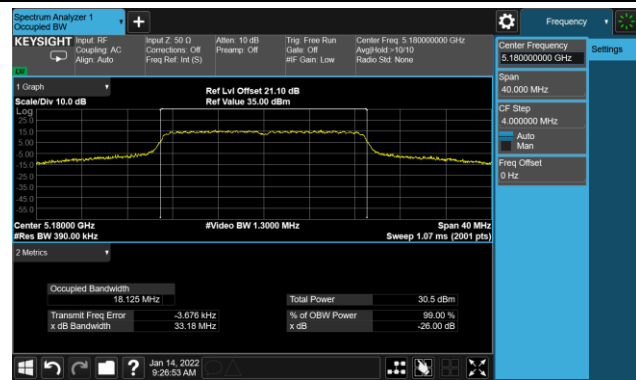 Spectrum Analyzer 1
Occupied BW
+
Frequency
KEYSIGHT
Input: RF
Coupling: AC
Align: Auto
Input Z: 50 Ω
Corrections: Off
Freq Ref: Int (S)
Atten: 10 dB
Preamp: Off
Trig: Free Run
Gate: Off
#IF Gain: Low
Center Freq: 5.180000000 GHz
Avg|Hold:>10/10
Radio Std: None
Center Frequency
5.180000000 GHz
Settings
Span
40.000 MHz
CF Step
4.000000 MHz
Auto
Man
Freq Offset
0 Hz
1 Graph
Scale/Div 10.0 dB
Ref Lvl Offset 21.10 dB
Ref Value 35.00 dBm
Log
25.0
15.0
5.00
-5.00
-15.0
-25.0
-35.0
-45.0
-55.0
Center 5.18000 GHz
#Res BW 390.00 kHz
#Video BW 1.3000 MHz
Span 40 MHz
Sweep 1.07 ms (2001 pts)
2 Metrics
Occupied Bandwidth
18.125 MHz
Total Power 30.5 dBm
Transmit Freq Error -3.676 kHz
% of OBW Power 99.00 %
x dB Bandwidth 33.18 MHz
x dB -26.00 dB
?
Jan 14, 2022
9:26:53 AM